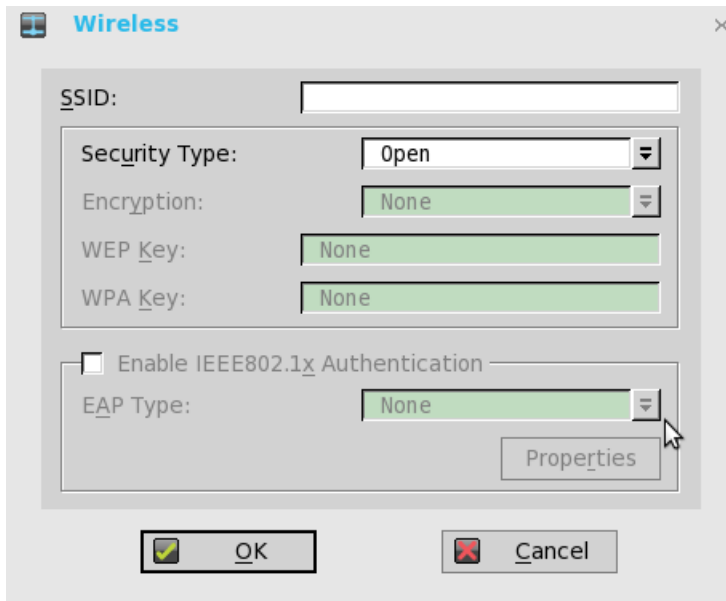 Wireless
SSID:
Security Type: Open
Encryption: None
WEP Key: None
WPA Key: None
Enable IEEE802.1x Authentication
EAP Type: None
Properties
OK Cancel